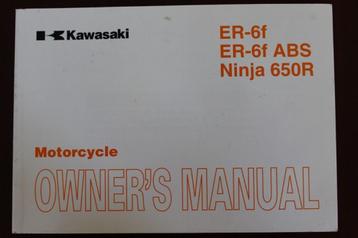 Kawasaki
ER-6f
ER-6f ABS
Ninja 650R
Motorcycle
OWNER'S MANUAL